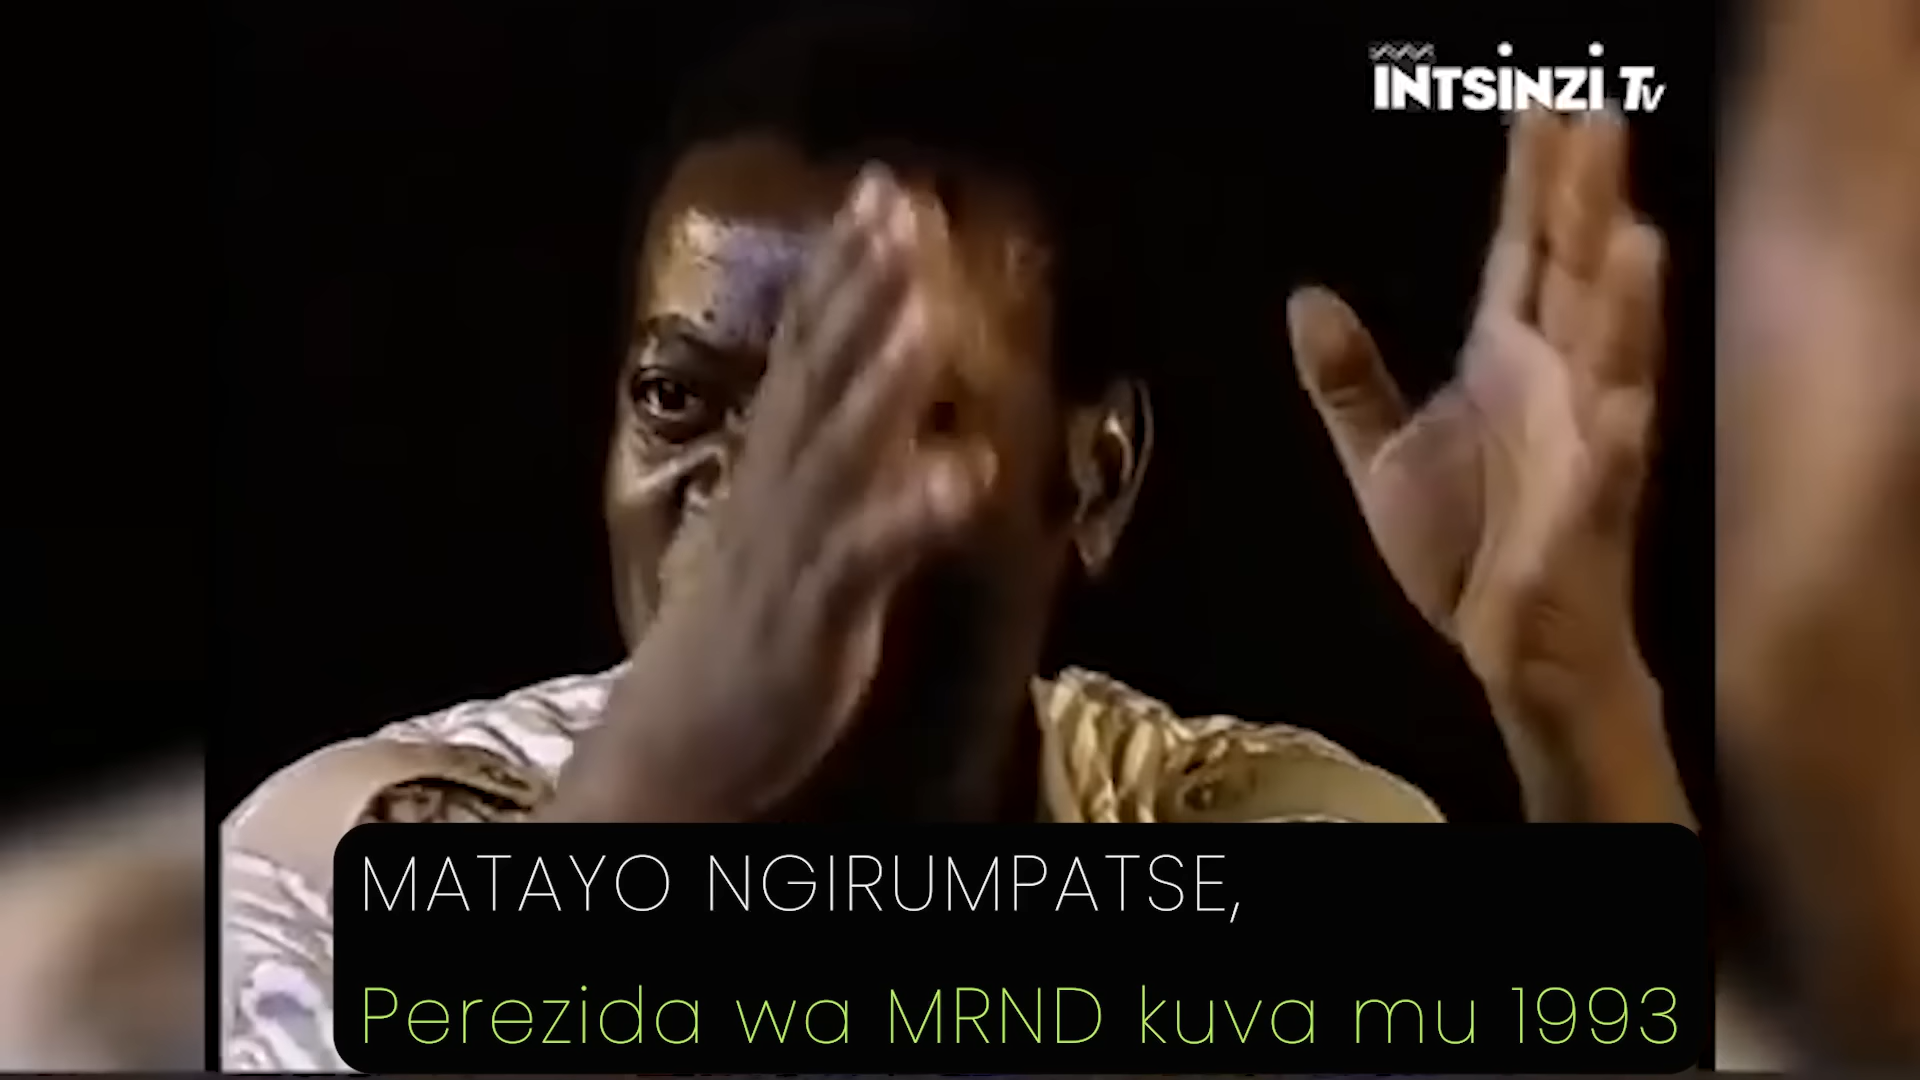 INTSINZI TV
MATAYO NGIRUMPATSE,
Perezida wa MRND kuva mu 1993